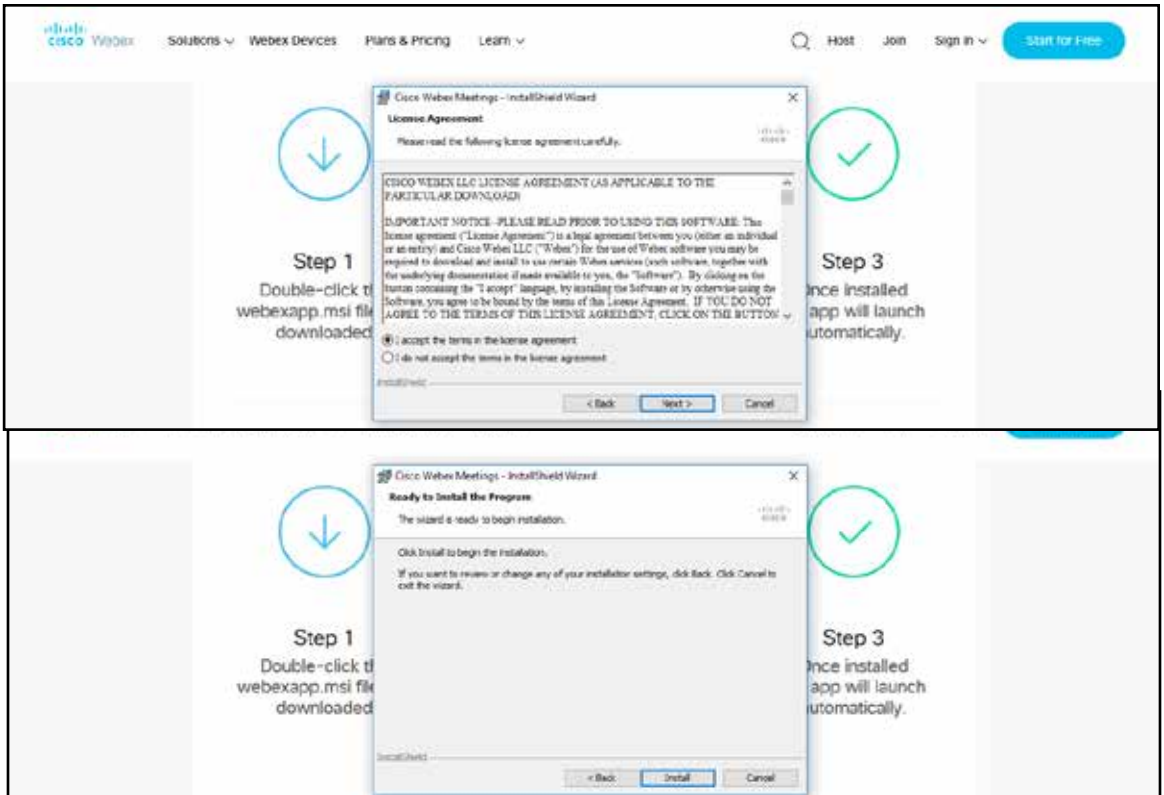 cisco Webex Solutions Webex Devices Plans & Pricing Learn Host Join Sign in Start for Free
Cisco Webex Meetings - InstallShield Wizard
License Agreement
Please read the following license agreement carefully.
CISCO
CISCO WEBEX LLC LICENSE AGREEMENT (AS APPLICABLE TO THE
PARTICULAR DOWNLOAD)
IMPORTANT NOTICE--PLEASE READ PRIOR TO USING THIS SOFTWARE: This
license agreement ("License Agreement") is a legal agreement between you (either an individual
or an entity) and Cisco Webex LLC ("Webex") for the use of Webex software you may be
required to download and install to use certain Webex services (such software, together with
the underlying documentation if made available to you, the "Software"). By clicking on the
button containing the "I accept" language, by installing the Software or by otherwise using the
Software, you agree to be bound by the terms of this License Agreement. IF YOU DO NOT
AGREE TO THE TERMS OF THIS LICENSE AGREEMENT, CLICK ON THE BUTTON
I accept the terms in the license agreement
I do not accept the terms in the license agreement
InstallShield
< Back Next > Cancel
Step 1
Double-click th
webexapp.msi file
downloaded
Step 3
Once installed
app will launch
automatically.
Cisco Webex Meetings - InstallShield Wizard
Ready to Install the Program
The wizard is ready to begin installation.
CISCO
Click Install to begin the installation.
If you want to review or change any of your installation settings, click Back. Click Cancel to
exit the wizard.
InstallShield
< Back Install Cancel
Step 1
Double-click th
webexapp.msi file
downloaded
Step 3
Once installed
app will launch
automatically.